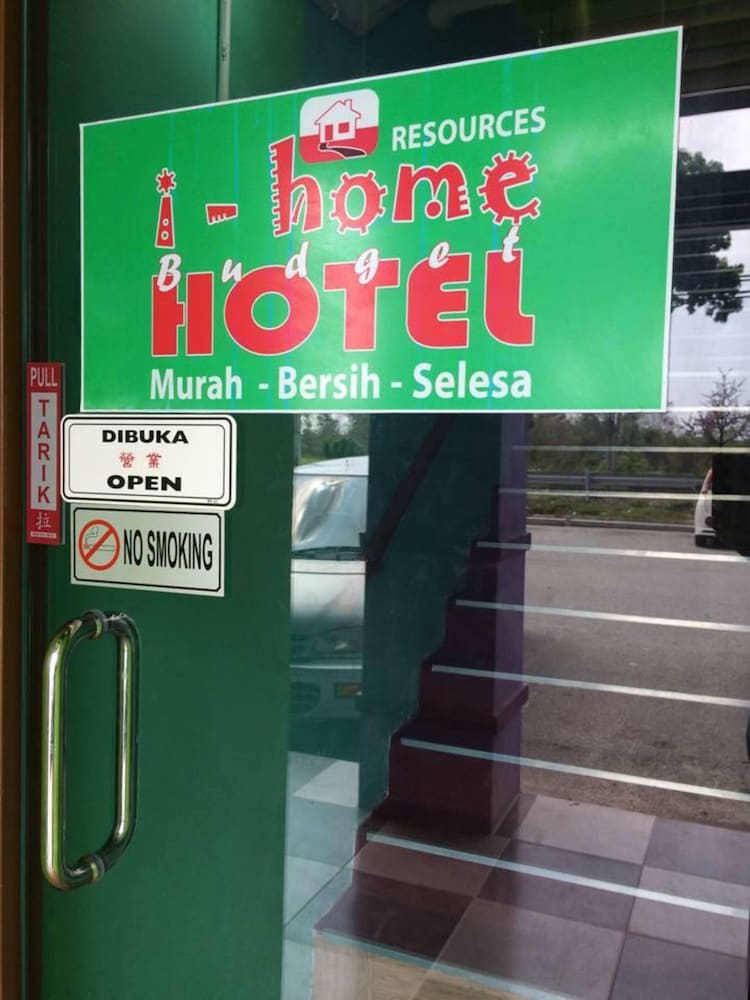 RESOURCES
i-home
Budget
HOTEL
Murah - Bersih - Selesa
PULL
TARIK
拉
DIBUKA
營業
OPEN
NO SMOKING